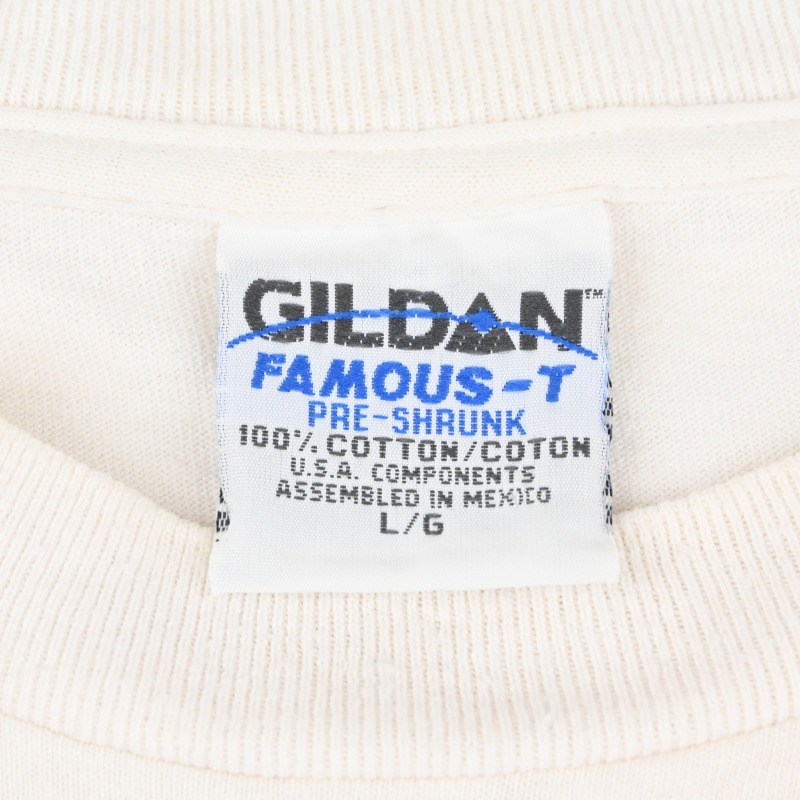 GILDAN™
FAMOUS-T
PRE-SHRUNK
100% COTTON/COTON
U.S.A. COMPONENTS
ASSEMBLED IN MEXICO
L/G